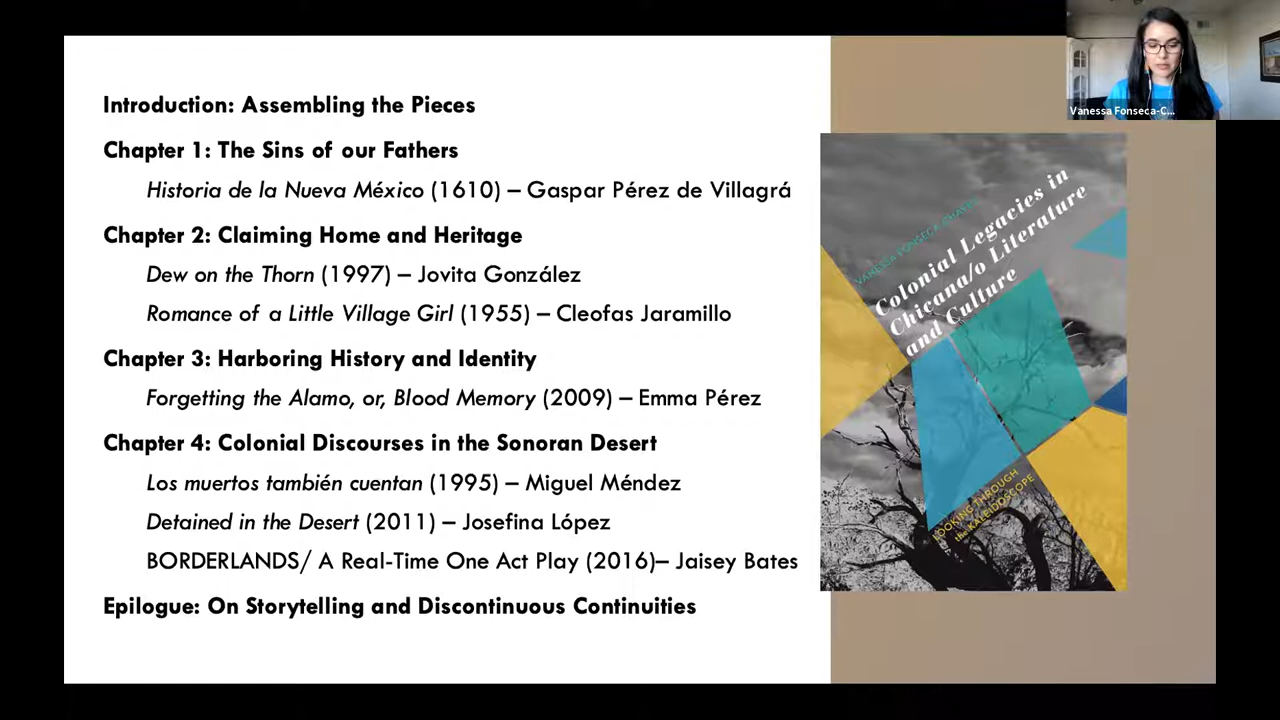 Introduction: Assembling the Pieces
Chapter 1: The Sins of our Fathers
Historia de la Nueva México (1610) – Gaspar Pérez de Villagrá
Chapter 2: Claiming Home and Heritage
Dew on the Thorn (1997) – Jovita González
Romance of a Little Village Girl (1955) – Cleofas Jaramillo
Chapter 3: Harboring History and Identity
Forgetting the Alamo, or, Blood Memory (2009) – Emma Pérez
Chapter 4: Colonial Discourses in the Sonoran Desert
Los muertos también cuentan (1995) – Miguel Méndez
Detained in the Desert (2011) – Josefina López
BORDERLANDS/ A Real-Time One Act Play (2016)– Jaisey Bates
Epilogue: On Storytelling and Discontinuous Continuities
VANESSA FONSECA-CHÁVEZ
Colonial Legacies in
Chicana/o Literature
and Culture
LOOKING THROUGH
the KALEIDOSCOPE
Vanessa Fonseca-C...